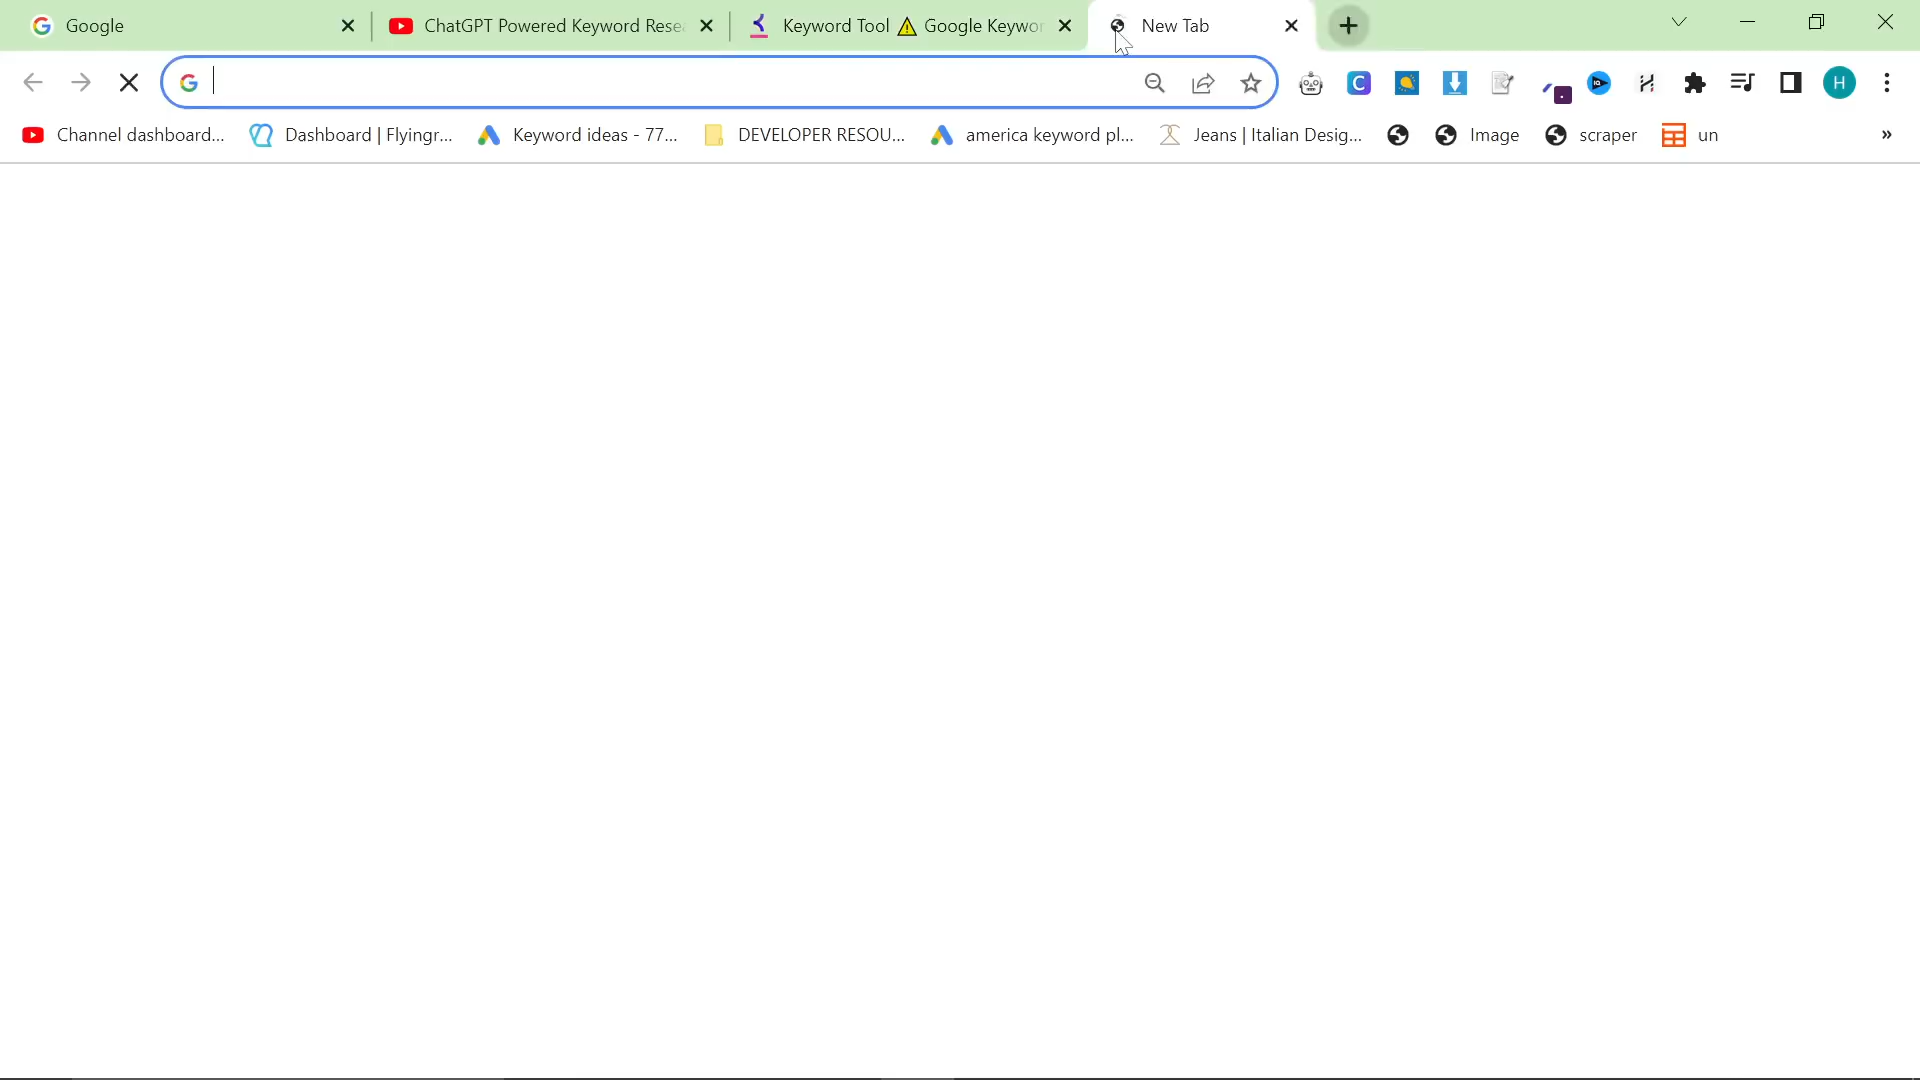 Google
ChatGPT Powered Keyword Rese
Keyword Tool ⚠ Google Keywor
New Tab
H
Channel dashboard...
Dashboard | Flyingr...
Keyword ideas - 77...
DEVELOPER RESOU...
america keyword pl...
Jeans | Italian Desig...
Image
scraper
un
»